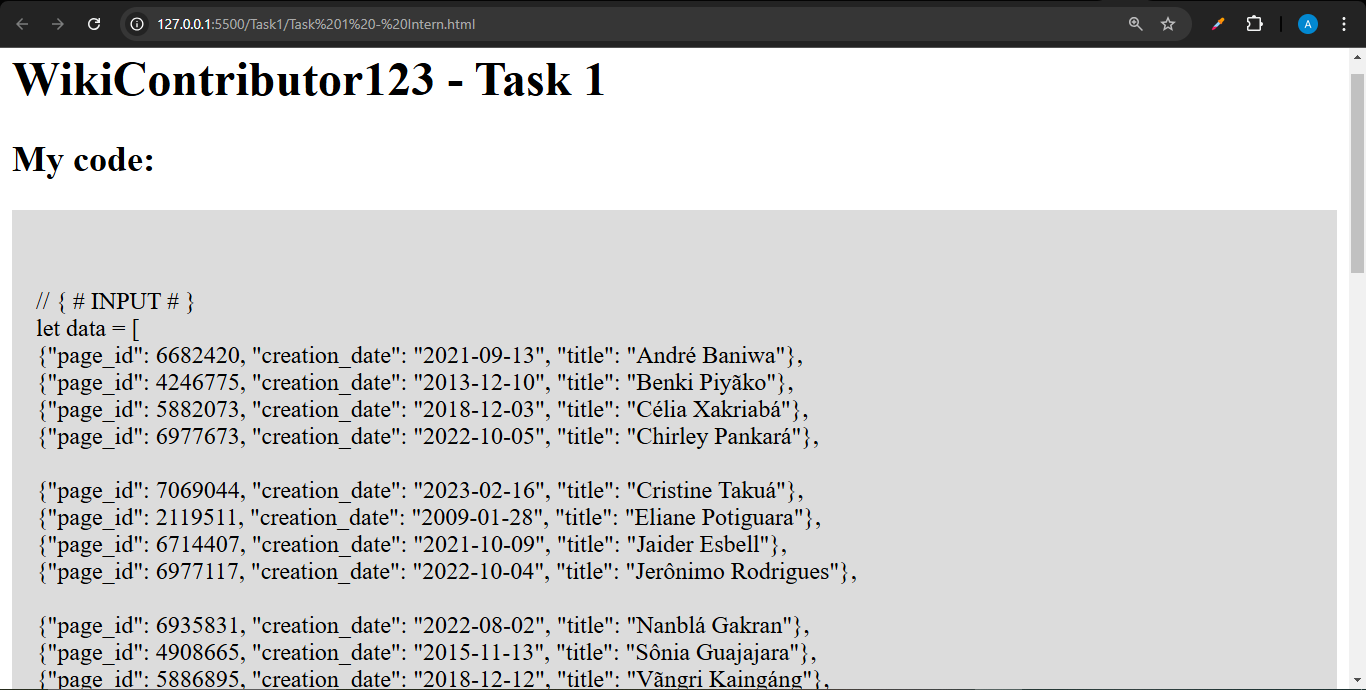 127.0.0.1:5500/Task1/Task%201%20-%20Intern.html
A
WikiContributor123 - Task 1
My code:
// { # INPUT # }
let data = [
{"page_id": 6682420, "creation_date": "2021-09-13", "title": "André Baniwa"},
{"page_id": 4246775, "creation_date": "2013-12-10", "title": "Benki Piyãko"},
{"page_id": 5882073, "creation_date": "2018-12-03", "title": "Célia Xakriabá"},
{"page_id": 6977673, "creation_date": "2022-10-05", "title": "Chirley Pankará"},
{"page_id": 7069044, "creation_date": "2023-02-16", "title": "Cristine Takuá"},
{"page_id": 2119511, "creation_date": "2009-01-28", "title": "Eliane Potiguara"},
{"page_id": 6714407, "creation_date": "2021-10-09", "title": "Jaider Esbell"},
{"page_id": 6977117, "creation_date": "2022-10-04", "title": "Jerônimo Rodrigues"},
{"page_id": 6935831, "creation_date": "2022-08-02", "title": "Nanblá Gakran"},
{"page_id": 4908665, "creation_date": "2015-11-13", "title": "Sônia Guajajara"},
{"page_id": 5886895, "creation_date": "2018-12-12", "title": "Vãngri Kaingáng"},